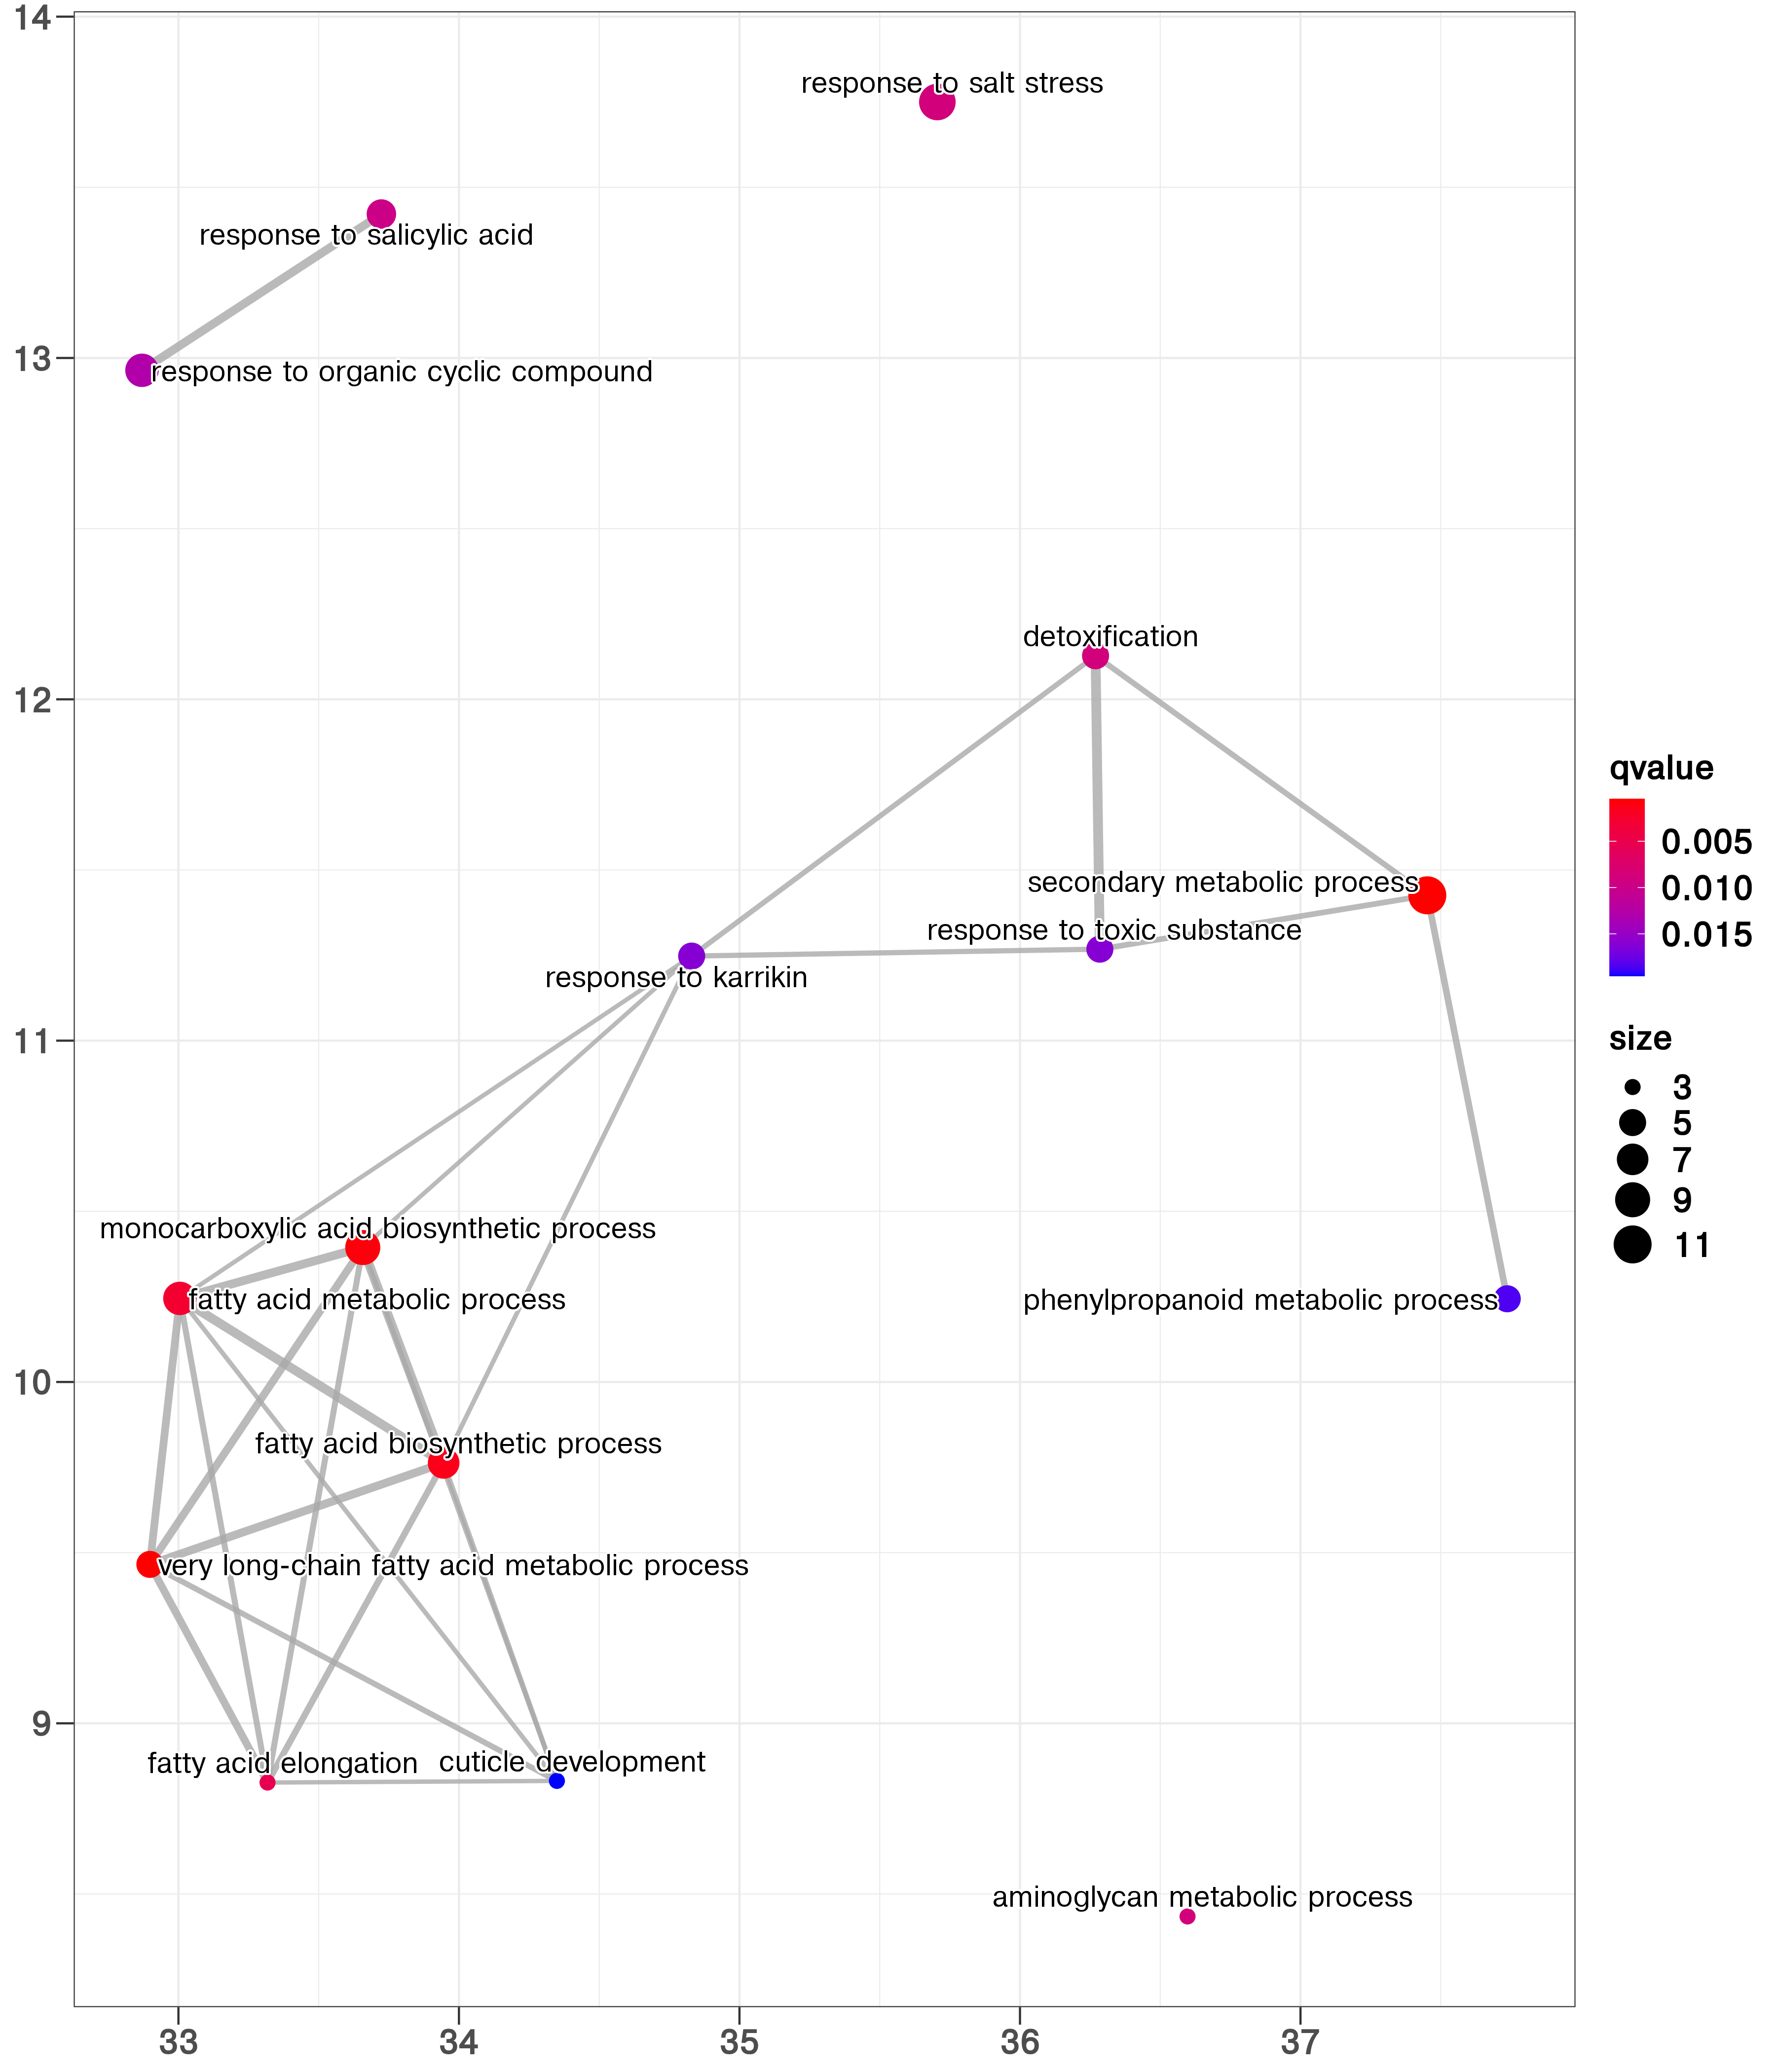 14
response to salt stress
response to salicylic acid
13
response to organic cyclic compound
detoxification
12
secondary metabolic process
response to toxic substance
response to karrikin
11
monocarboxylic acid biosynthetic process
fatty acid metabolic process
phenylpropanoid metabolic process
10
fatty acid biosynthetic process
very long-chain fatty acid metabolic process
9
fatty acid elongation
cuticle development
aminoglycan metabolic process
33 34 35 36 37
qvalue
0.005
0.010
0.015
size
3
5
7
9
11